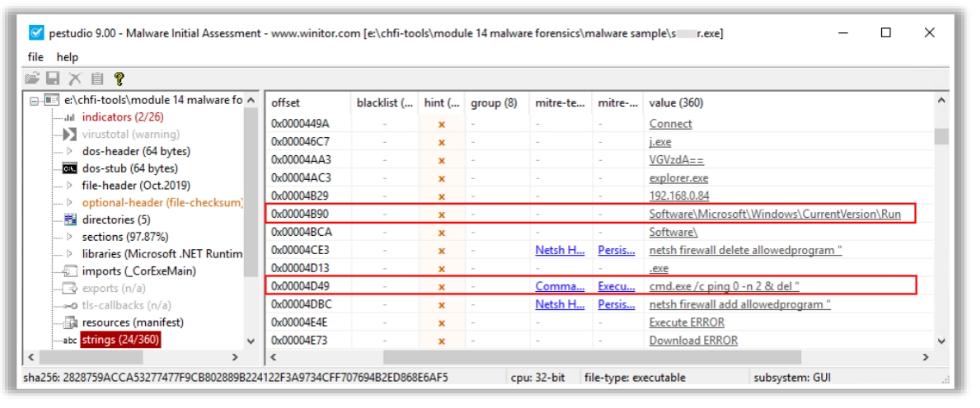 pestudio 9.00 - Malware Initial Assessment - www.winitor.com [e:\chfi-tools\module 14 malware forensics\malware sample\s r.exe]
file help
e:\chfi-tools\module 14 malware fo
indicators (2/26)
virustotal (warning)
dos-header (64 bytes)
dos-stub (64 bytes)
file-header (Oct.2019)
optional-header (file-checksum)
directories (5)
sections (97.87%)
libraries (Microsoft .NET Runtim
imports (_CorExeMain)
exports (n/a)
tls-callbacks (n/a)
resources (manifest)
abc strings (24/360)
offset blacklist (... hint (... group (8) mitre-te... mitre-... value (360)
0x0000449A - x - - - Connect
0x000046C7 - x - - - j.exe
0x00004AA3 - x - - - VGVzdA==
0x00004AC3 - x - - - explorer.exe
0x00004B29 - x - - - 192.168.0.84
0x00004B90 - x - - - Software\Microsoft\Windows\CurrentVersion\Run
0x00004BCA - x - - - Software\
0x00004CE3 - x - Netsh H... Persis... netsh firewall delete allowedprogram "
0x00004D13 - x - - - .exe
0x00004D49 - x - Comma... Execu... cmd.exe /c ping 0 -n 2 & del "
0x00004DBC - x - Netsh H... Persis... netsh firewall add allowedprogram "
0x00004E4E - x - - - Execute ERROR
0x00004E73 - x - - - Download ERROR
sha256: 2828759ACCA53277477F9CB802889B224122F3A9734CFF707694B2ED868E6AF5 cpu: 32-bit file-type: executable subsystem: GUI